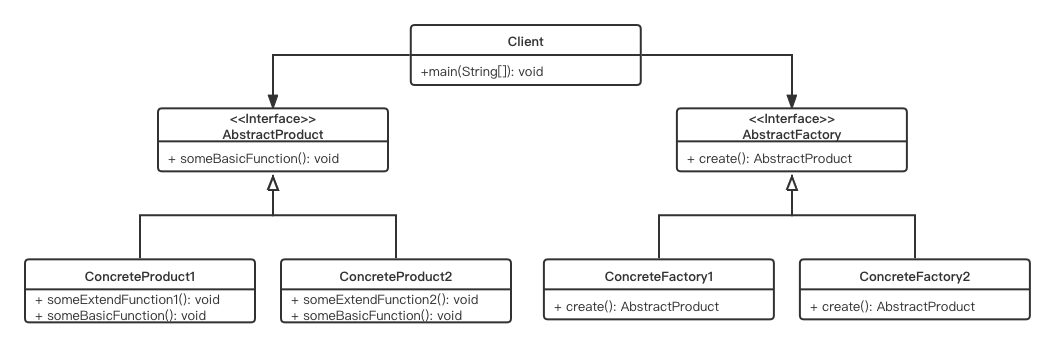 Client
+main(String[]): void
<<Interface>>
AbstractProduct
+ someBasicFunction(): void
<<Interface>>
AbstractFactory
+ create(): AbstractProduct
ConcreteProduct1
+ someExtendFunction1(): void
+ someBasicFunction(): void
ConcreteProduct2
+ someExtendFunction2(): void
+ someBasicFunction(): void
ConcreteFactory1
+ create(): AbstractProduct
ConcreteFactory2
+ create(): AbstractProduct